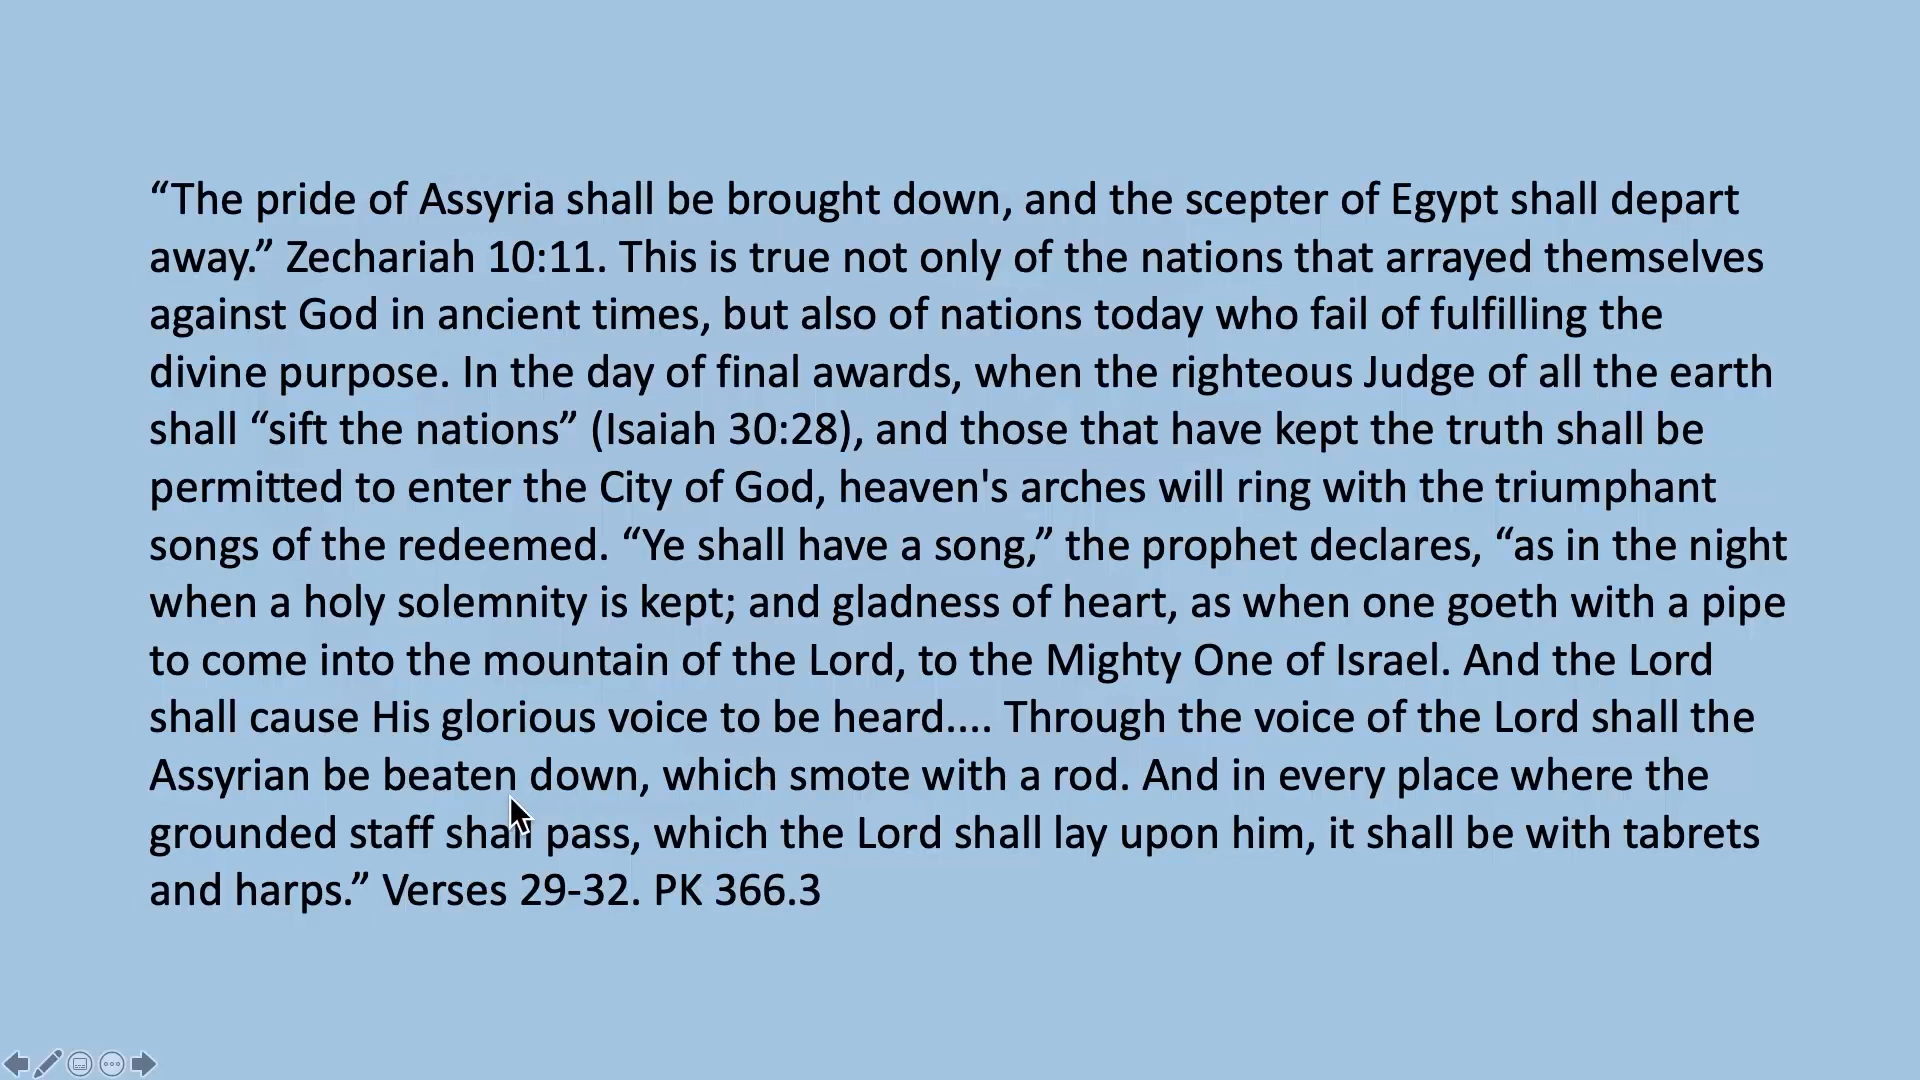 “The pride of Assyria shall be brought down, and the scepter of Egypt shall depart
away.” Zechariah 10:11. This is true not only of the nations that arrayed themselves
against God in ancient times, but also of nations today who fail of fulfilling the
divine purpose. In the day of final awards, when the righteous Judge of all the earth
shall “sift the nations” (Isaiah 30:28), and those that have kept the truth shall be
permitted to enter the City of God, heaven's arches will ring with the triumphant
songs of the redeemed. “Ye shall have a song,” the prophet declares, “as in the night
when a holy solemnity is kept; and gladness of heart, as when one goeth with a pipe
to come into the mountain of the Lord, to the Mighty One of Israel. And the Lord
shall cause His glorious voice to be heard.... Through the voice of the Lord shall the
Assyrian be beaten down, which smote with a rod. And in every place where the
grounded staff shall pass, which the Lord shall lay upon him, it shall be with tabrets
and harps.” Verses 29-32. PK 366.3